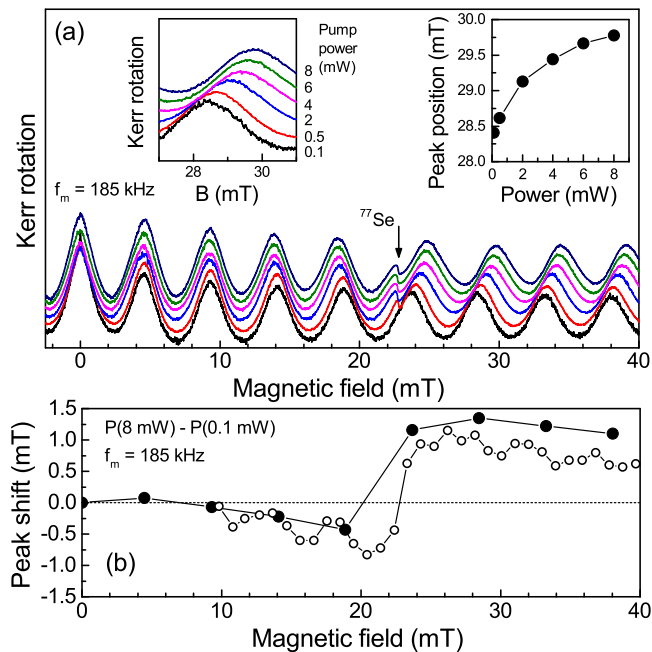 (a)
Kerr rotation
Pump
power
(mW)
8
6
4
2
0.5
0.1
28 30
B (mT)
Peak position (mT)
30.0
29.5
29.0
28.5
28.0
0 2 4 6 8
Power (mW)
f_m = 185 kHz
⁷⁷Se
Kerr rotation
0 5 10 15 20 25 30 35 40
Magnetic field (mT)
Peak shift (mT)
1.5
1.0
0.5
0.0
-0.5
-1.0
-1.5
P(8 mW) - P(0.1 mW)
f_m = 185 kHz
(b)
0 10 20 30 40
Magnetic field (mT)